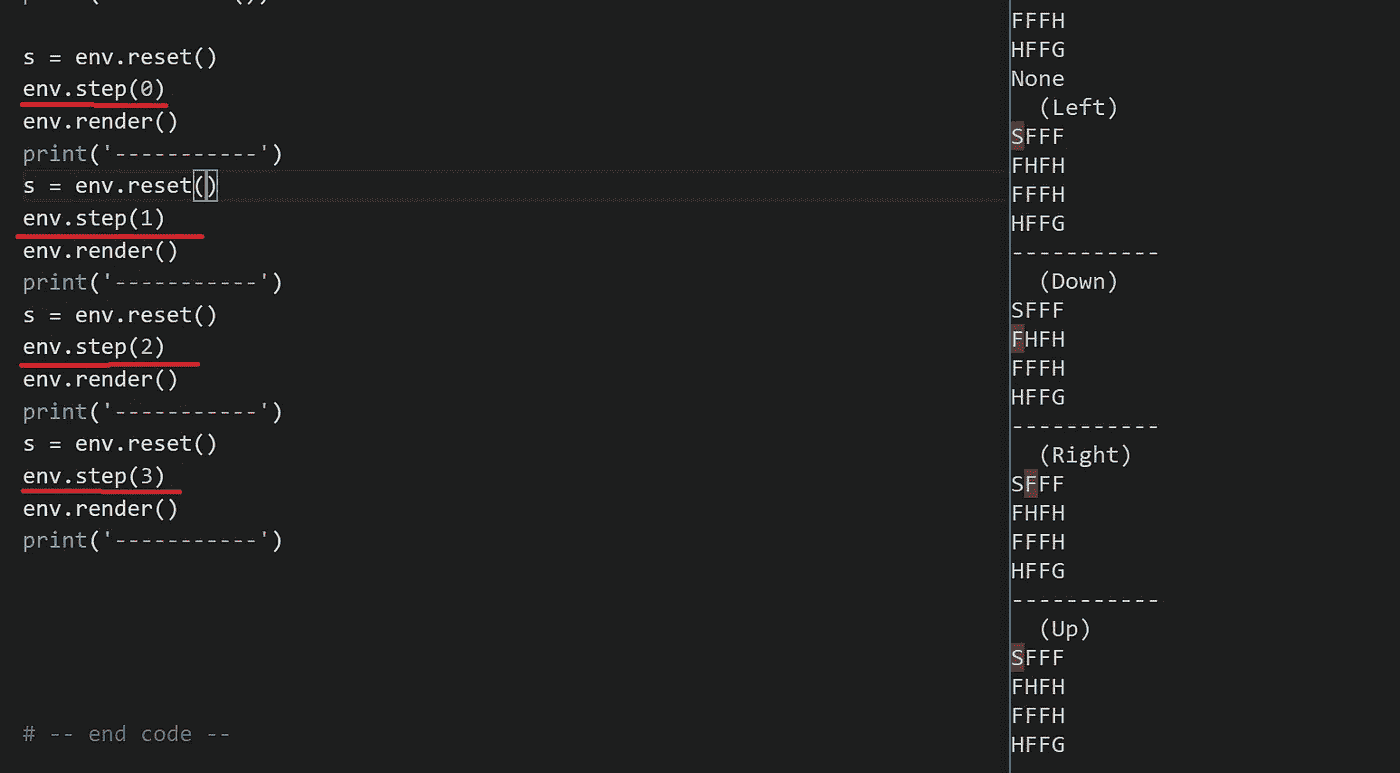 s = env.reset()
env.step(0)
env.render()
print('-----------')
s = env.reset()
env.step(1)
env.render()
print('-----------')
s = env.reset()
env.step(2)
env.render()
print('-----------')
s = env.reset()
env.step(3)
env.render()
print('-----------')
# -- end code --
FFFH
HFFG
None
(Left)
SFFF
FHFH
FFFH
HFFG
-----------
(Down)
SFFF
FHFH
FFFH
HFFG
-----------
(Right)
SFFF
FHFH
FFFH
HFFG
-----------
(Up)
SFFF
FHFH
FFFH
HFFG